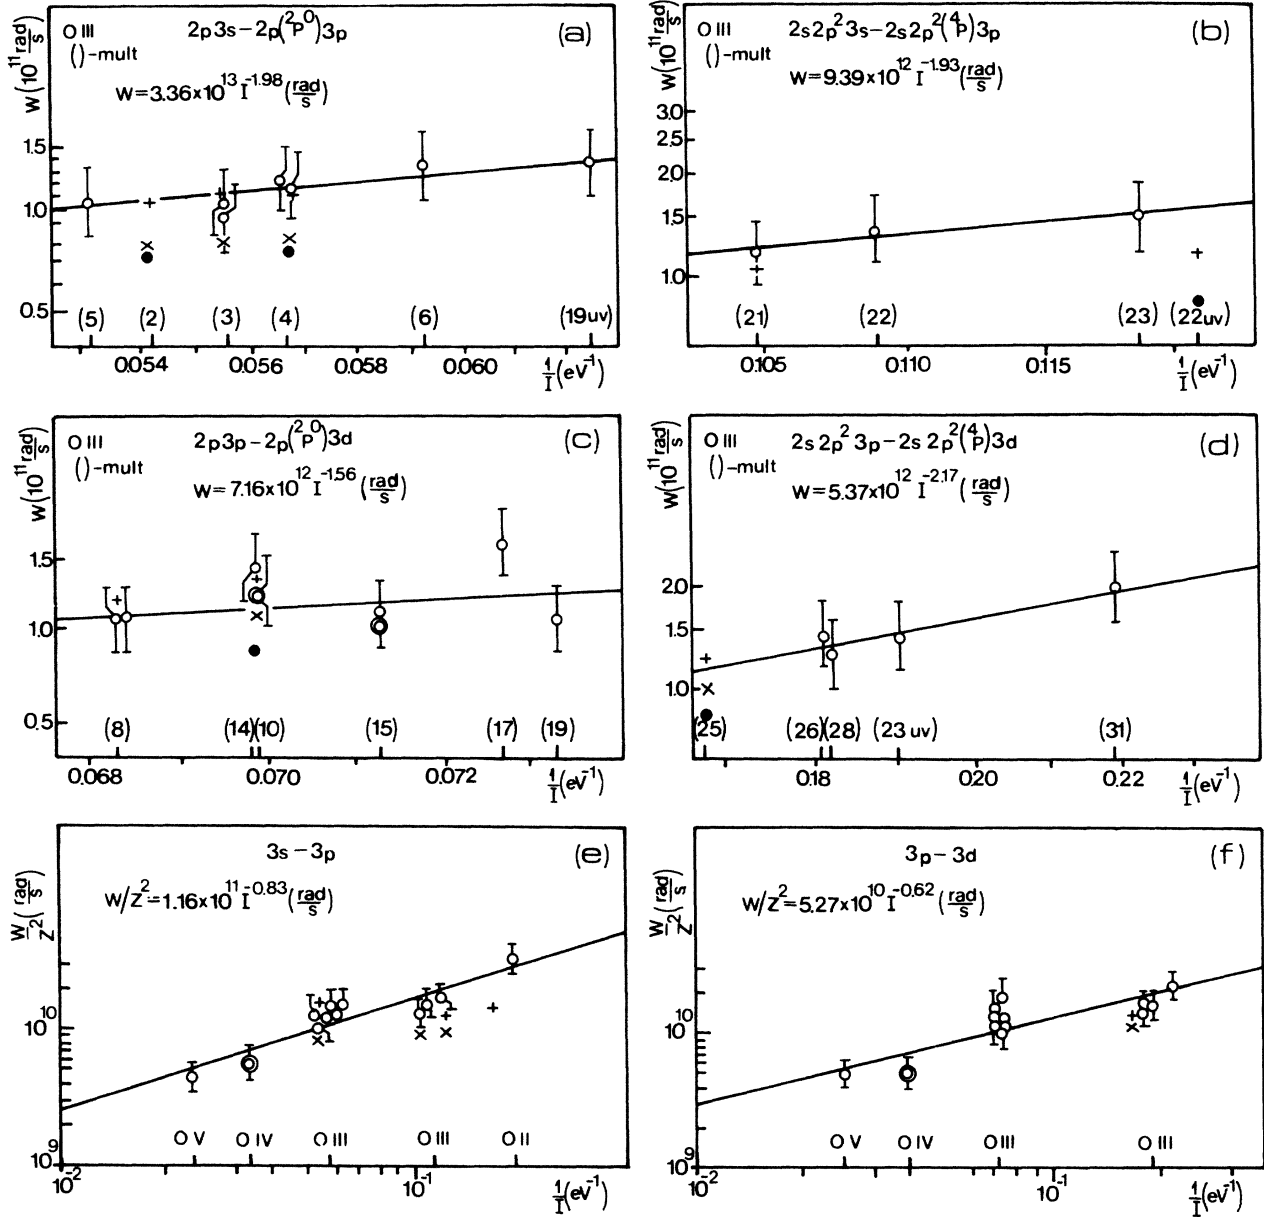 W(10¹¹ rad/s)
O III 2p3s−2p(²P⁰)3p (a)
()-mult
W=3.36×10¹³ I⁻¹·⁹⁸ (rad/s)
1.5
1.0
0.5
(5) (2) (3) (4) (6) (19uv)
0.054 0.056 0.058 0.060 1/I (eV⁻¹)
W(10¹¹ rad/s)
O III 2s2p²3s−2s2p²(⁴P)3p (b)
()-mult
W=9.39×10¹² I⁻¹·⁹³ (rad/s)
3.0
2.5
2.0
1.5
1.0
(21) (22) (23) (22uv)
0.105 0.110 0.115 1/I (eV⁻¹)
W(10¹¹ rad/s)
O III 2p3p−2p(²P⁰)3d (c)
()-mult
W=7.16×10¹² I⁻¹·⁵⁶ (rad/s)
1.5
1.0
0.5
(8) (14)(10) (15) (17) (19)
0.068 0.070 0.072 1/I (eV⁻¹)
W(10¹¹ rad/s)
O III 2s2p²3p−2s2p²(⁴P)3d (d)
()-mult
W=5.37×10¹² I⁻²·¹⁷ (rad/s)
2.0
1.5
1.0
(25) (26)(28) (23 uv) (31)
0.18 0.20 0.22 1/I (eV⁻¹)
W/Z² (rad/s)
3s−3p (e)
W/Z²=1.16×10¹¹ I⁻⁰·⁸³ (rad/s)
10¹⁰
O V O IV O III O III O II
10⁹
10⁻² 10⁻¹ 1/I (eV⁻¹)
W/Z² (rad/s)
3p−3d (f)
W/Z²=5.27×10¹⁰ I⁻⁰·⁶² (rad/s)
10¹⁰
O V O IV O III O III
10⁻⁹
10⁻² 10⁻¹ 1/I (eV⁻¹)